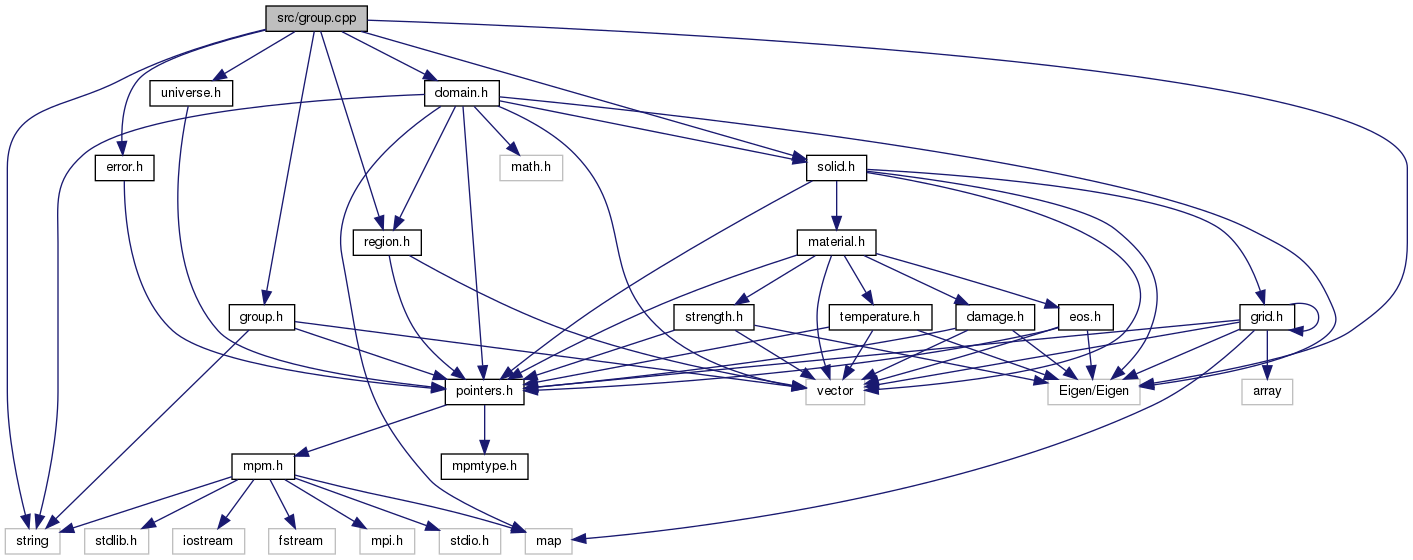 src/group.cpp
universe.h
domain.h
error.h
math.h
solid.h
region.h
material.h
group.h
strength.h
temperature.h
damage.h
eos.h
grid.h
pointers.h
vector
Eigen/Eigen
array
mpm.h
mpmtype.h
string
stdlib.h
iostream
fstream
mpi.h
stdio.h
map